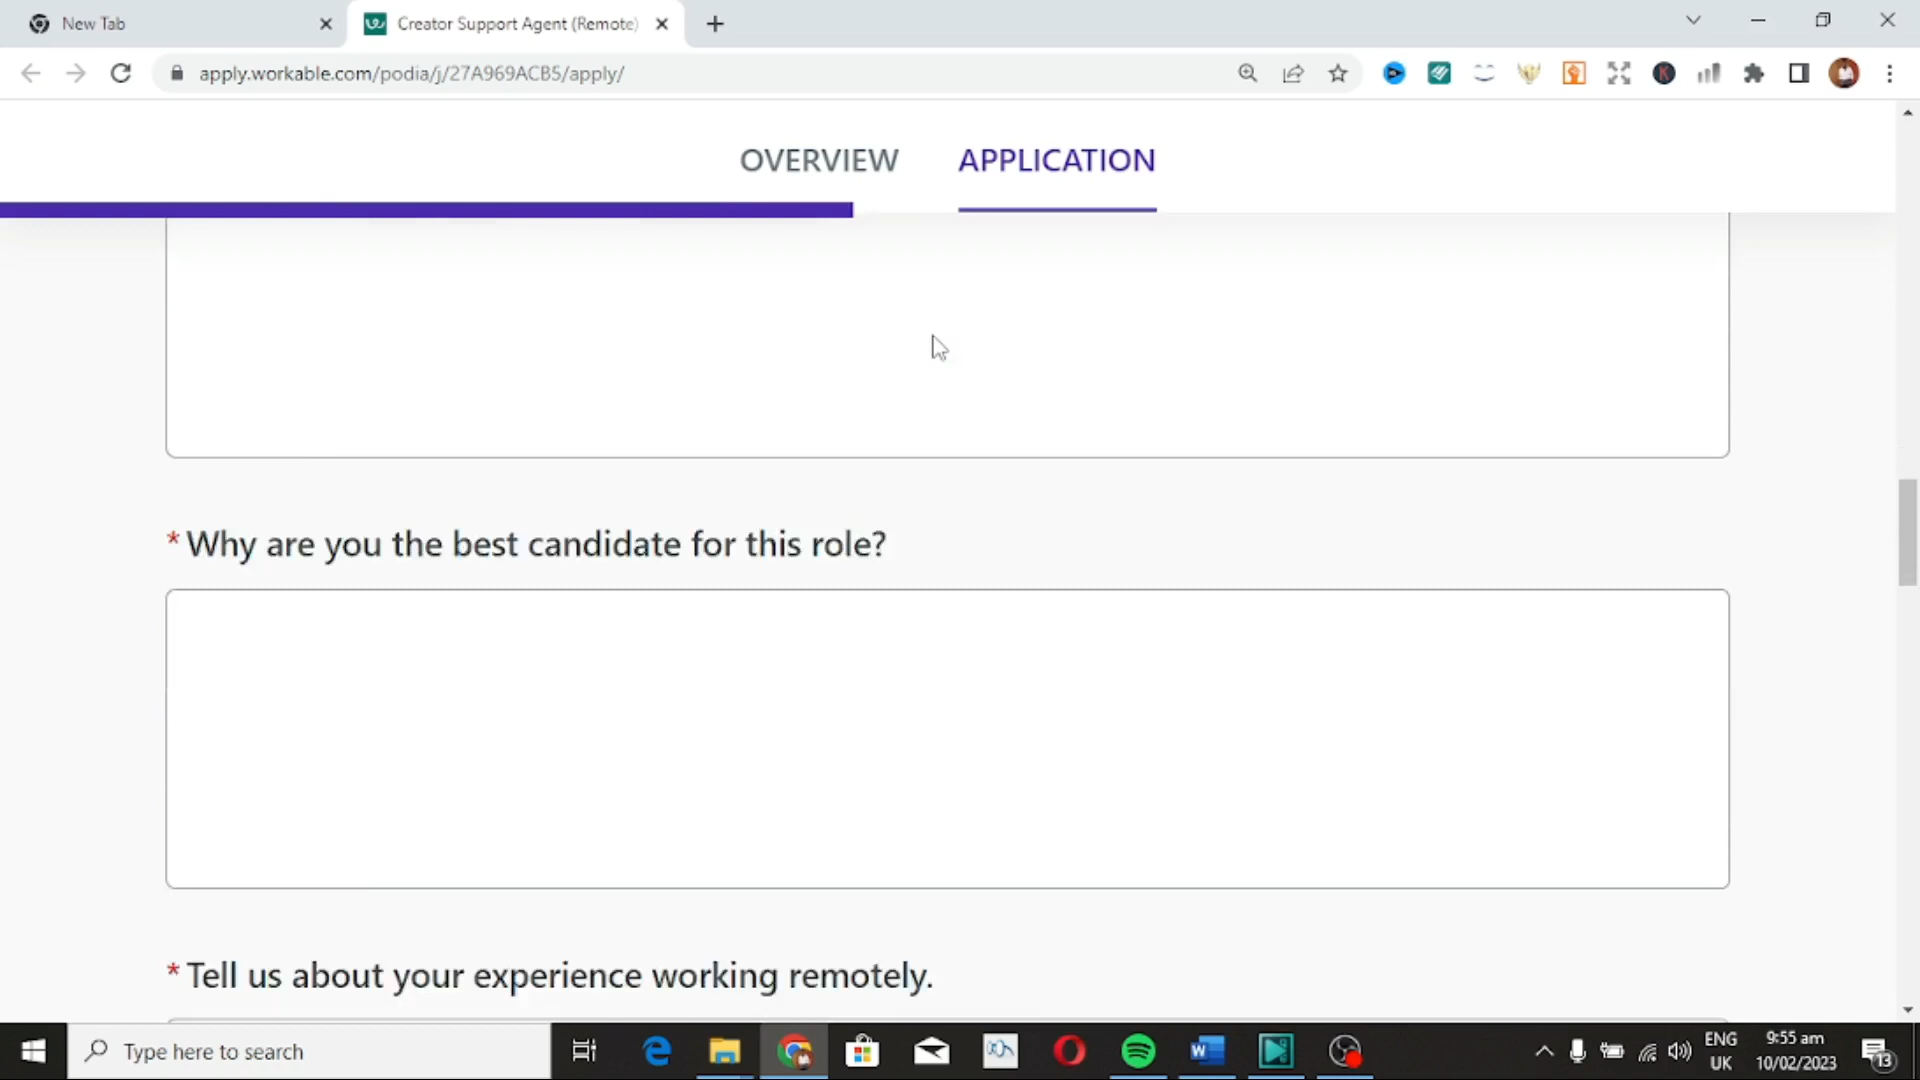 New Tab
Creator Support Agent (Remote)
apply.workable.com/podia/j/27A969ACB5/apply/
OVERVIEW
APPLICATION
* Why are you the best candidate for this role?
* Tell us about your experience working remotely.
Type here to search
ENG
UK
9:55 am
10/02/2023
13